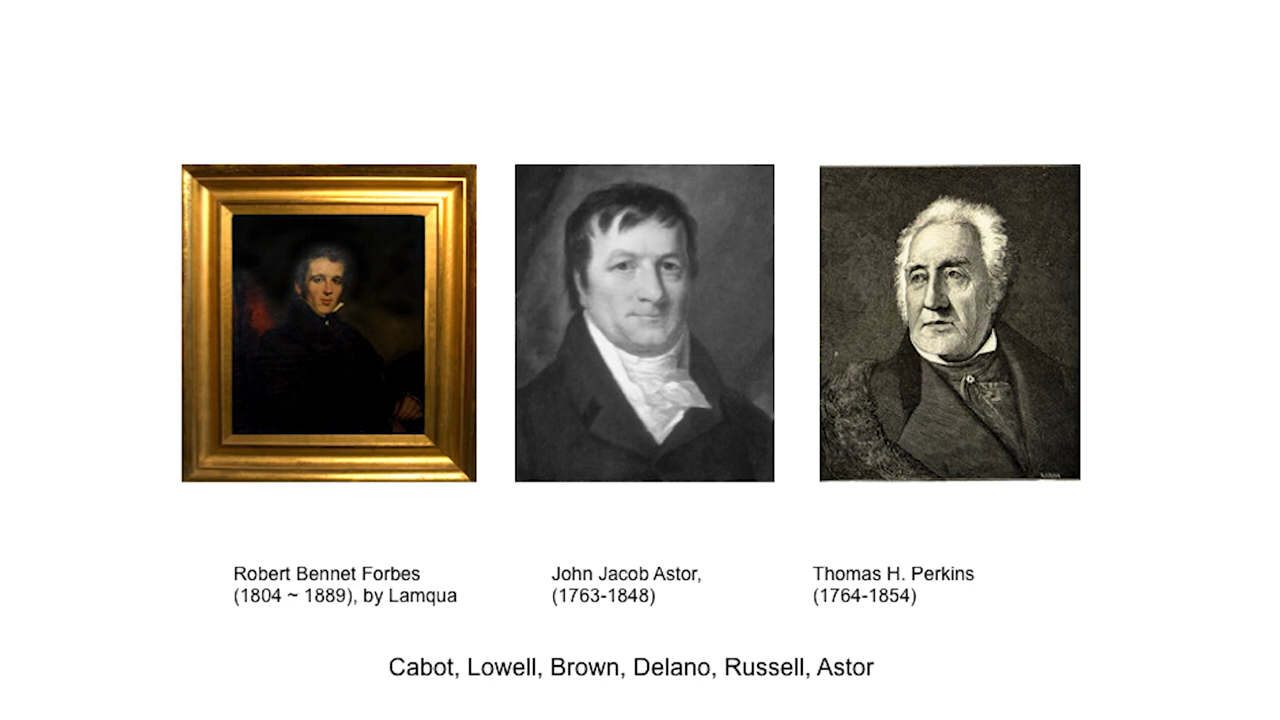 Robert Bennet Forbes
(1804 ~ 1889), by Lamqua
John Jacob Astor,
(1763-1848)
Thomas H. Perkins
(1764-1854)
Cabot, Lowell, Brown, Delano, Russell, Astor